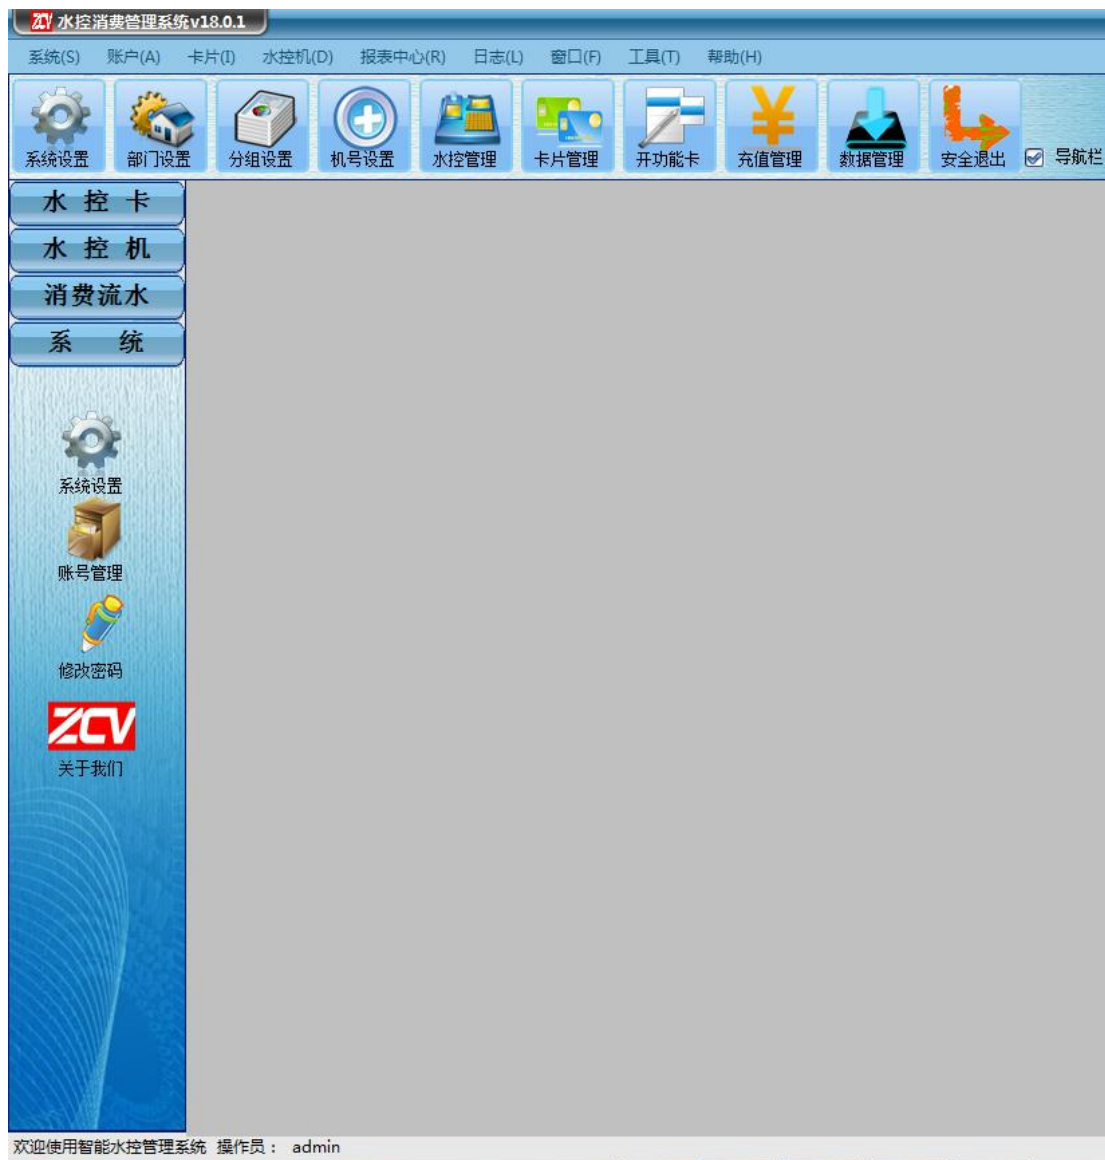 水控消费管理系统v18.0.1
系统(S) 账户(A) 卡片(I) 水控机(D) 报表中心(R) 日志(L) 窗口(F) 工具(T) 帮助(H)
系统设置 部门设置 分组设置 机号设置 水控管理 卡片管理 开功能卡 充值管理 数据管理 安全退出 导航栏
水 控 卡
水 控 机
消费流水
系 统
系统设置
账号管理
修改密码
ZCV
关于我们
欢迎使用智能水控管理系统 操作员： admin